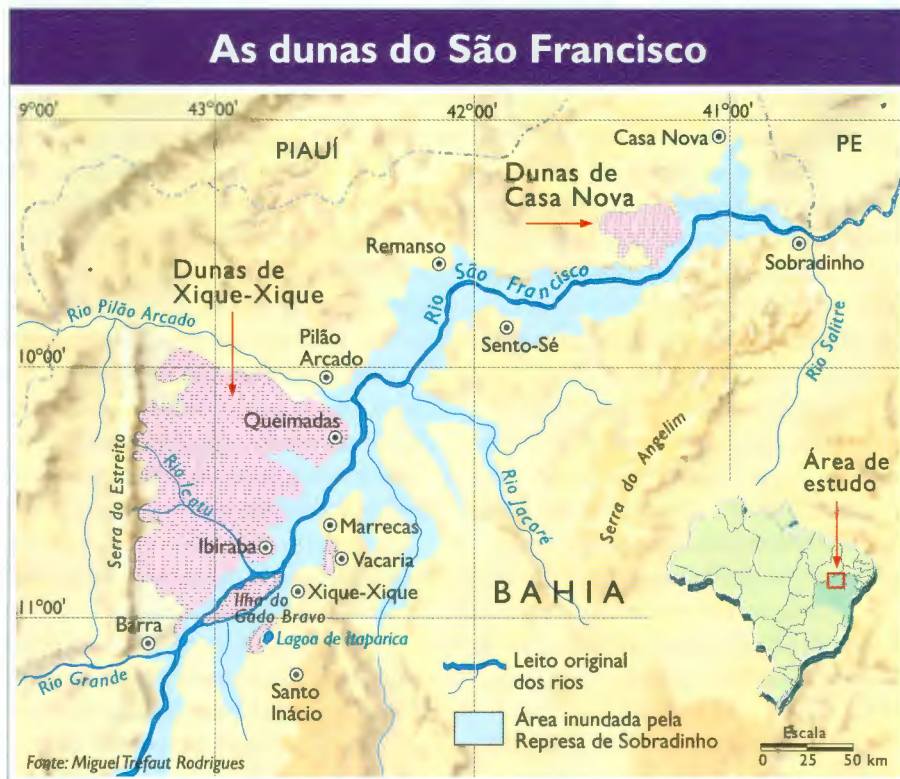 As dunas do São Francisco
9°00'
43°00'
42°00'
41°00'
PIAUÍ
Casa Nova
PE
Dunas de
Casa Nova
Remanso
Rio São Francisco
Sobradinho
Dunas de
Xique-Xique
Rio Pilão Arcado
Pilão
Arcado
Sento-Sé
Rio Salitre
10°00'
Queimadas
Serra do Angelim
Área de
estudo
Rio Icatu
Rio Jacaré
Serra do Estreito
Marrecas
Ibiraba
Vacaria
Xique-Xique
BAHIA
Ilha do
Gado Bravo
11°00'
Barra
Lagoa de Itaparica
Rio Grande
Santo
Inácio
Leito original
dos rios
Área inundada pela
Represa de Sobradinho
Escala
0 25 50 km
Fonte: Miguel Trefaut Rodrigues